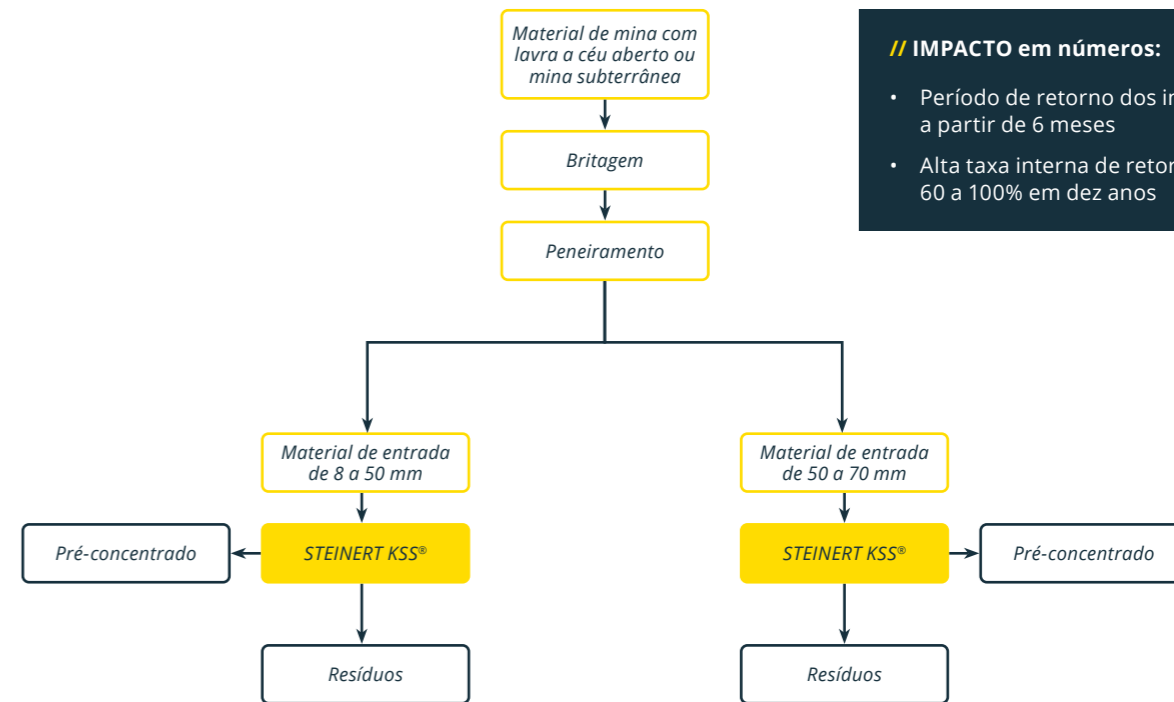 Material de mina com
lavra a céu aberto ou
mina subterrânea
// IMPACTO em números:
• Período de retorno dos
a partir de 6 meses
• Alta taxa interna de
60 a 100% em dez anos
Britagem
Peneiramento
Material de entrada
de 8 a 50 mm
Material de entrada
de 50 a 70 mm
Pré-concentrado
STEINERT KSS®
STEINERT KSS®
Pré-concentrado
Resíduos
Resíduos